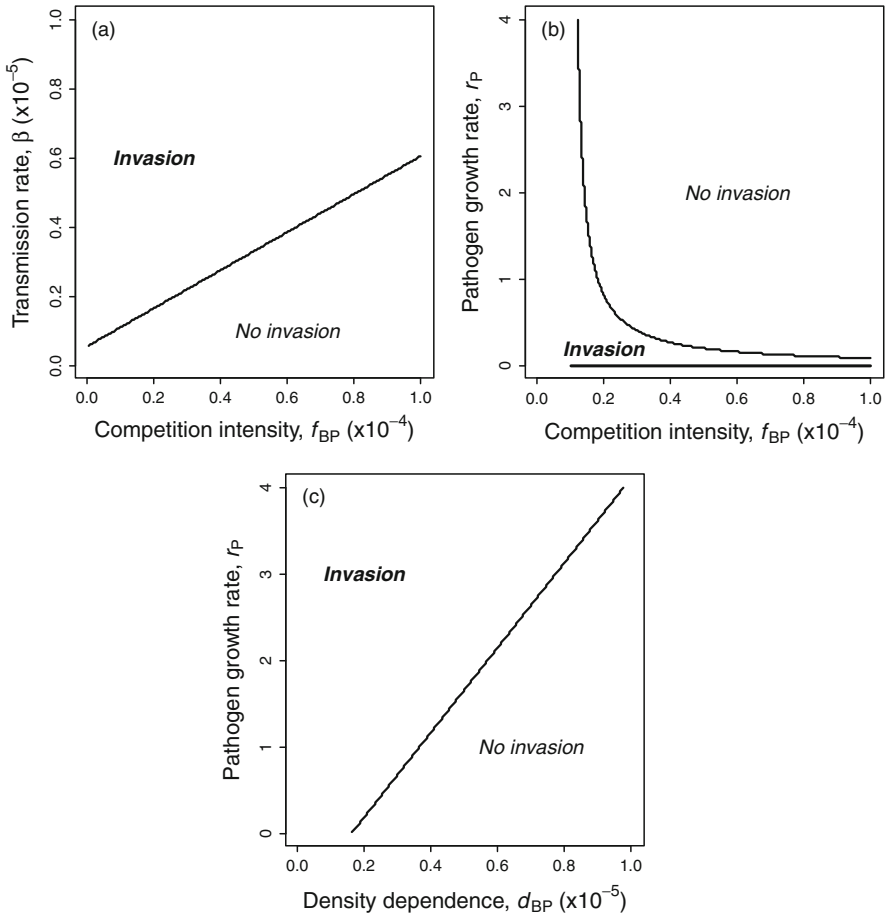 (a)
Transmission rate, β (x10⁻⁵)
0.0 0.2 0.4 0.6 0.8 1.0
Invasion
No invasion
0.0 0.2 0.4 0.6 0.8 1.0
Competition intensity, f_BP (x10⁻⁴)
(b)
Pathogen growth rate, r_P
0 1 2 3 4
No invasion
Invasion
0.0 0.2 0.4 0.6 0.8 1.0
Competition intensity, f_BP (x10⁻⁴)
(c)
Pathogen growth rate, r_P
0 1 2 3 4
Invasion
No invasion
0.0 0.2 0.4 0.6 0.8 1.0
Density dependence, d_BP (x10⁻⁵)